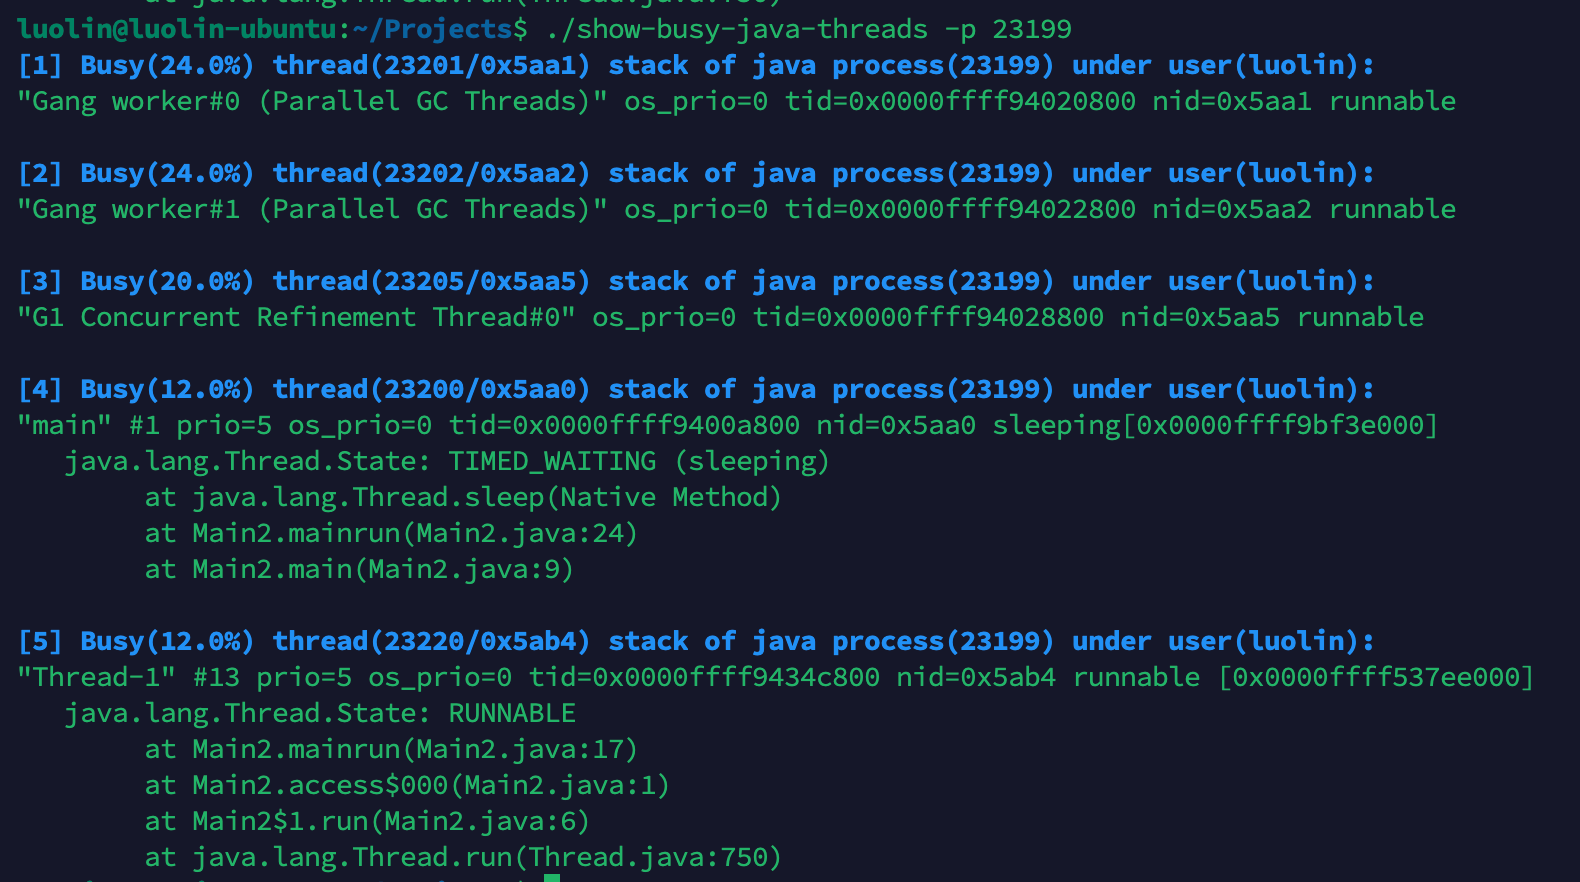 at java.lang.Thread.run(Thread.java:750)
luolin@luolin-ubuntu:~/Projects$ ./show-busy-java-threads -p 23199
[1] Busy(24.0%) thread(23201/0x5aa1) stack of java process(23199) under user(luolin):
"Gang worker#0 (Parallel GC Threads)" os_prio=0 tid=0x0000ffff94020800 nid=0x5aa1 runnable
[2] Busy(24.0%) thread(23202/0x5aa2) stack of java process(23199) under user(luolin):
"Gang worker#1 (Parallel GC Threads)" os_prio=0 tid=0x0000ffff94022800 nid=0x5aa2 runnable
[3] Busy(20.0%) thread(23205/0x5aa5) stack of java process(23199) under user(luolin):
"G1 Concurrent Refinement Thread#0" os_prio=0 tid=0x0000ffff94028800 nid=0x5aa5 runnable
[4] Busy(12.0%) thread(23200/0x5aa0) stack of java process(23199) under user(luolin):
"main" #1 prio=5 os_prio=0 tid=0x0000ffff9400a800 nid=0x5aa0 sleeping[0x0000ffff9bf3e000]
java.lang.Thread.State: TIMED_WAITING (sleeping)
at java.lang.Thread.sleep(Native Method)
at Main2.mainrun(Main2.java:24)
at Main2.main(Main2.java:9)
[5] Busy(12.0%) thread(23220/0x5ab4) stack of java process(23199) under user(luolin):
"Thread-1" #13 prio=5 os_prio=0 tid=0x0000ffff9434c800 nid=0x5ab4 runnable [0x0000ffff537ee000]
java.lang.Thread.State: RUNNABLE
at Main2.mainrun(Main2.java:17)
at Main2.access$000(Main2.java:1)
at Main2$1.run(Main2.java:6)
at java.lang.Thread.run(Thread.java:750)